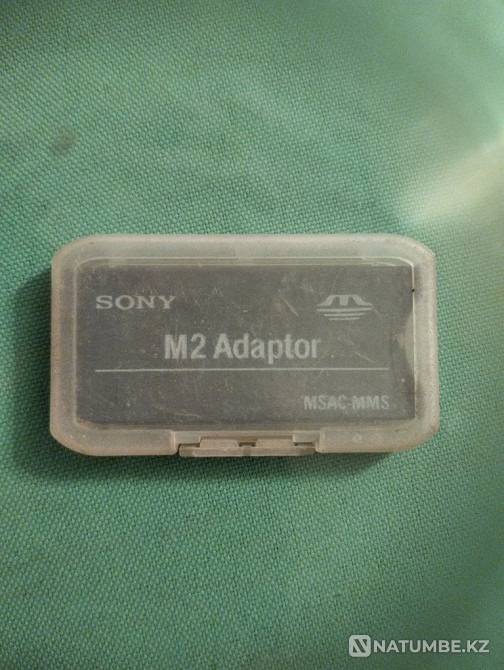 SONY
M2 Adaptor
MSAC-MMS
NATUMBE.KZ